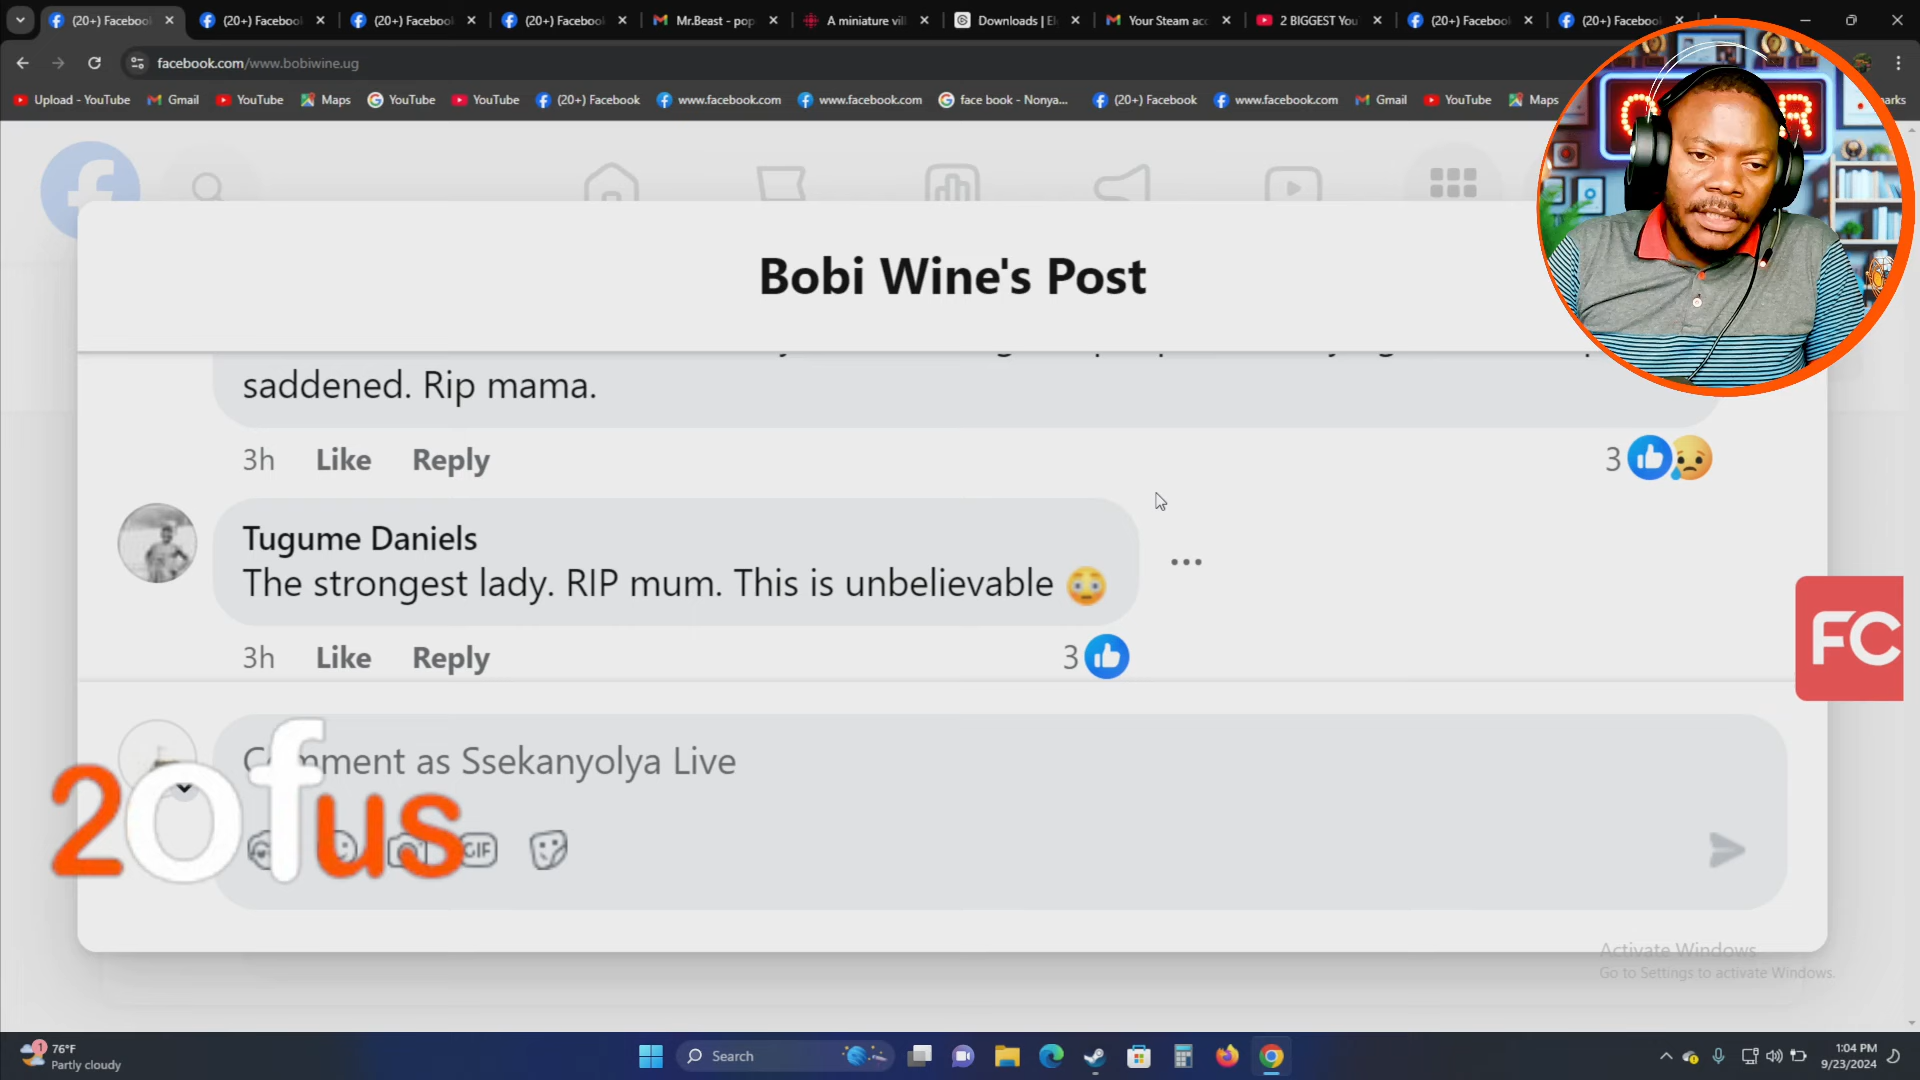 (20+) Facebook
(20+) Facebook
(20+) Facebook
(20+) Facebook
Mr.Beast - pop
A miniature vil
Downloads | El
Your Steam acc
2 BIGGEST You
(20+) Facebook
(20+) Facebook
facebook.com/www.bobiwine.ug
Upload - YouTube
Gmail
YouTube
Maps
YouTube
YouTube
(20+) Facebook
www.facebook.com
www.facebook.com
face book - Nonya...
(20+) Facebook
www.facebook.com
Gmail
YouTube
Maps
Bobi Wine's Post
saddened. Rip mama.
3h Like Reply
3
Tugume Daniels
The strongest lady. RIP mum. This is unbelievable 😳
3h Like Reply
3
FC
Comment as Ssekanyolya Live
2ofus
GIF
Activate Windows
Go to Settings to activate Windows.
1
76°F
Partly cloudy
Search
1:04 PM
9/23/2024